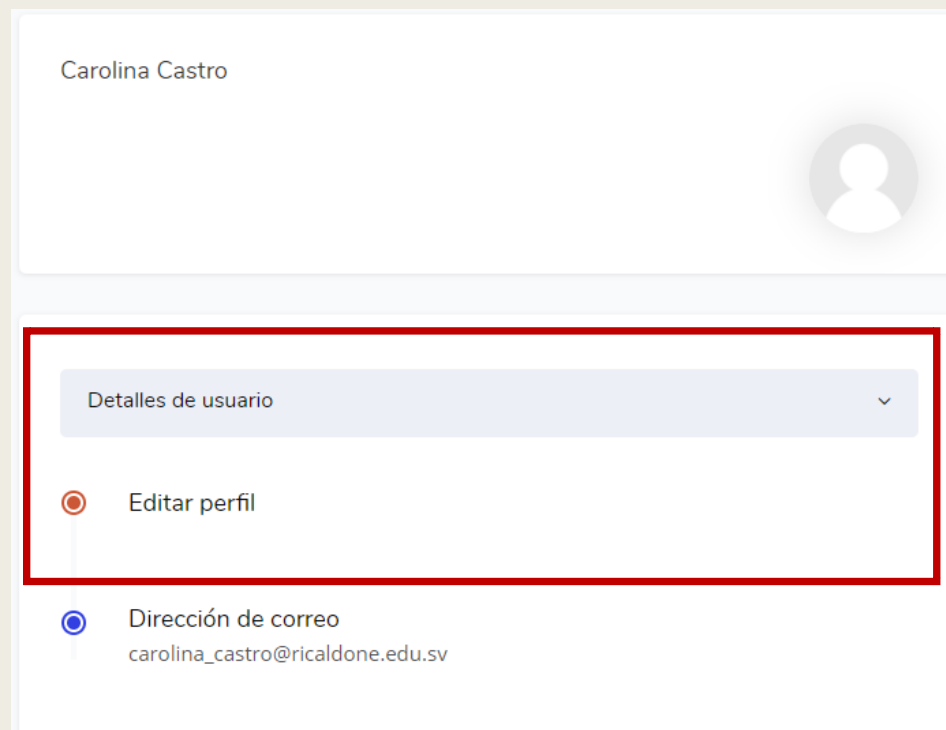 Carolina Castro
Detalles de usuario
Editar perfil
Dirección de correo
carolina_castro@ricaldone.edu.sv